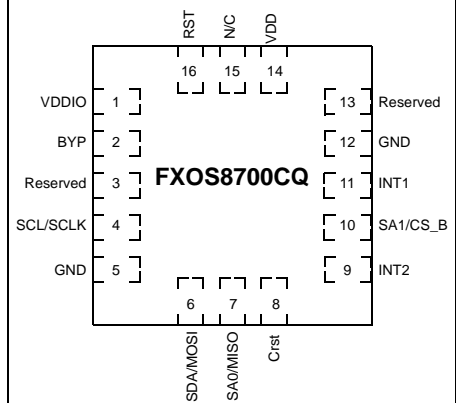 RST N/C VDD
16 15 14
VDDIO 1 13 Reserved
BYP 2 12 GND
Reserved 3 FXOS8700CQ 11 INT1
SCL/SCLK 4 10 SA1/CS_B
GND 5 9 INT2
6 7 8
SDA/MOSI SA0/MISO Crst